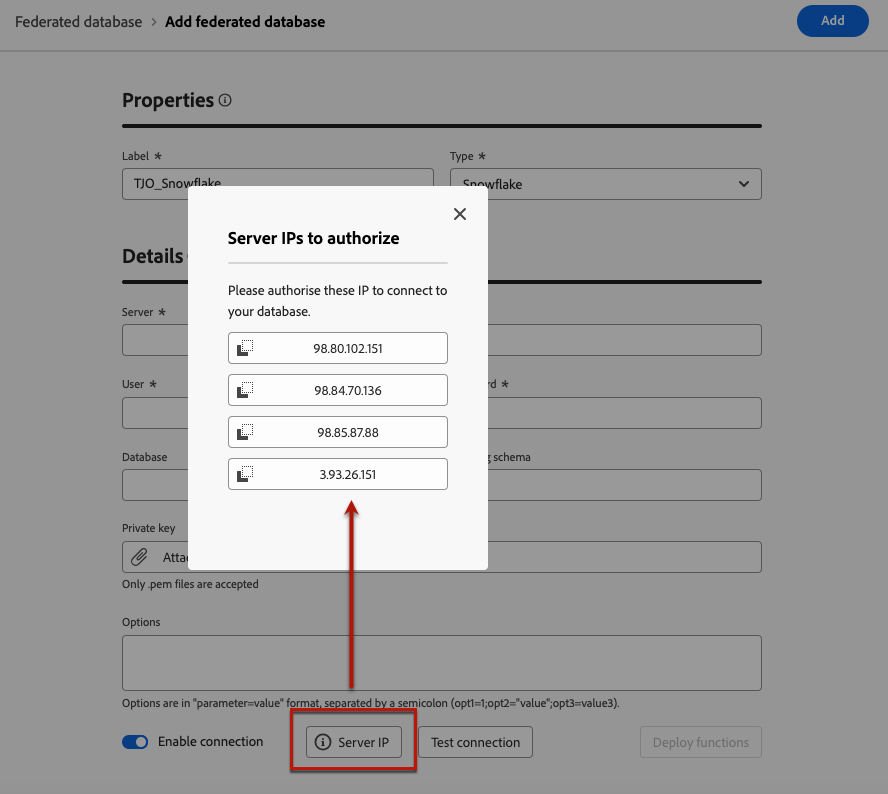 Federated database > Add federated database
Add
Properties
Label *
Type *
TJO_Snowflake
Snowflake
Server IPs to authorize
Details
Please authorise these IP to connect to
your database.
Server *
98.80.102.151
User *
98.84.70.136
98.85.87.88
Database
schema
3.93.26.151
Private key
Only .pem files are accepted
Options
Options are in "parameter=value" format, separated by a semicolon (opt1=1;opt2="value";opt3=value3).
Enable connection
Server IP
Test connection
Deploy functions